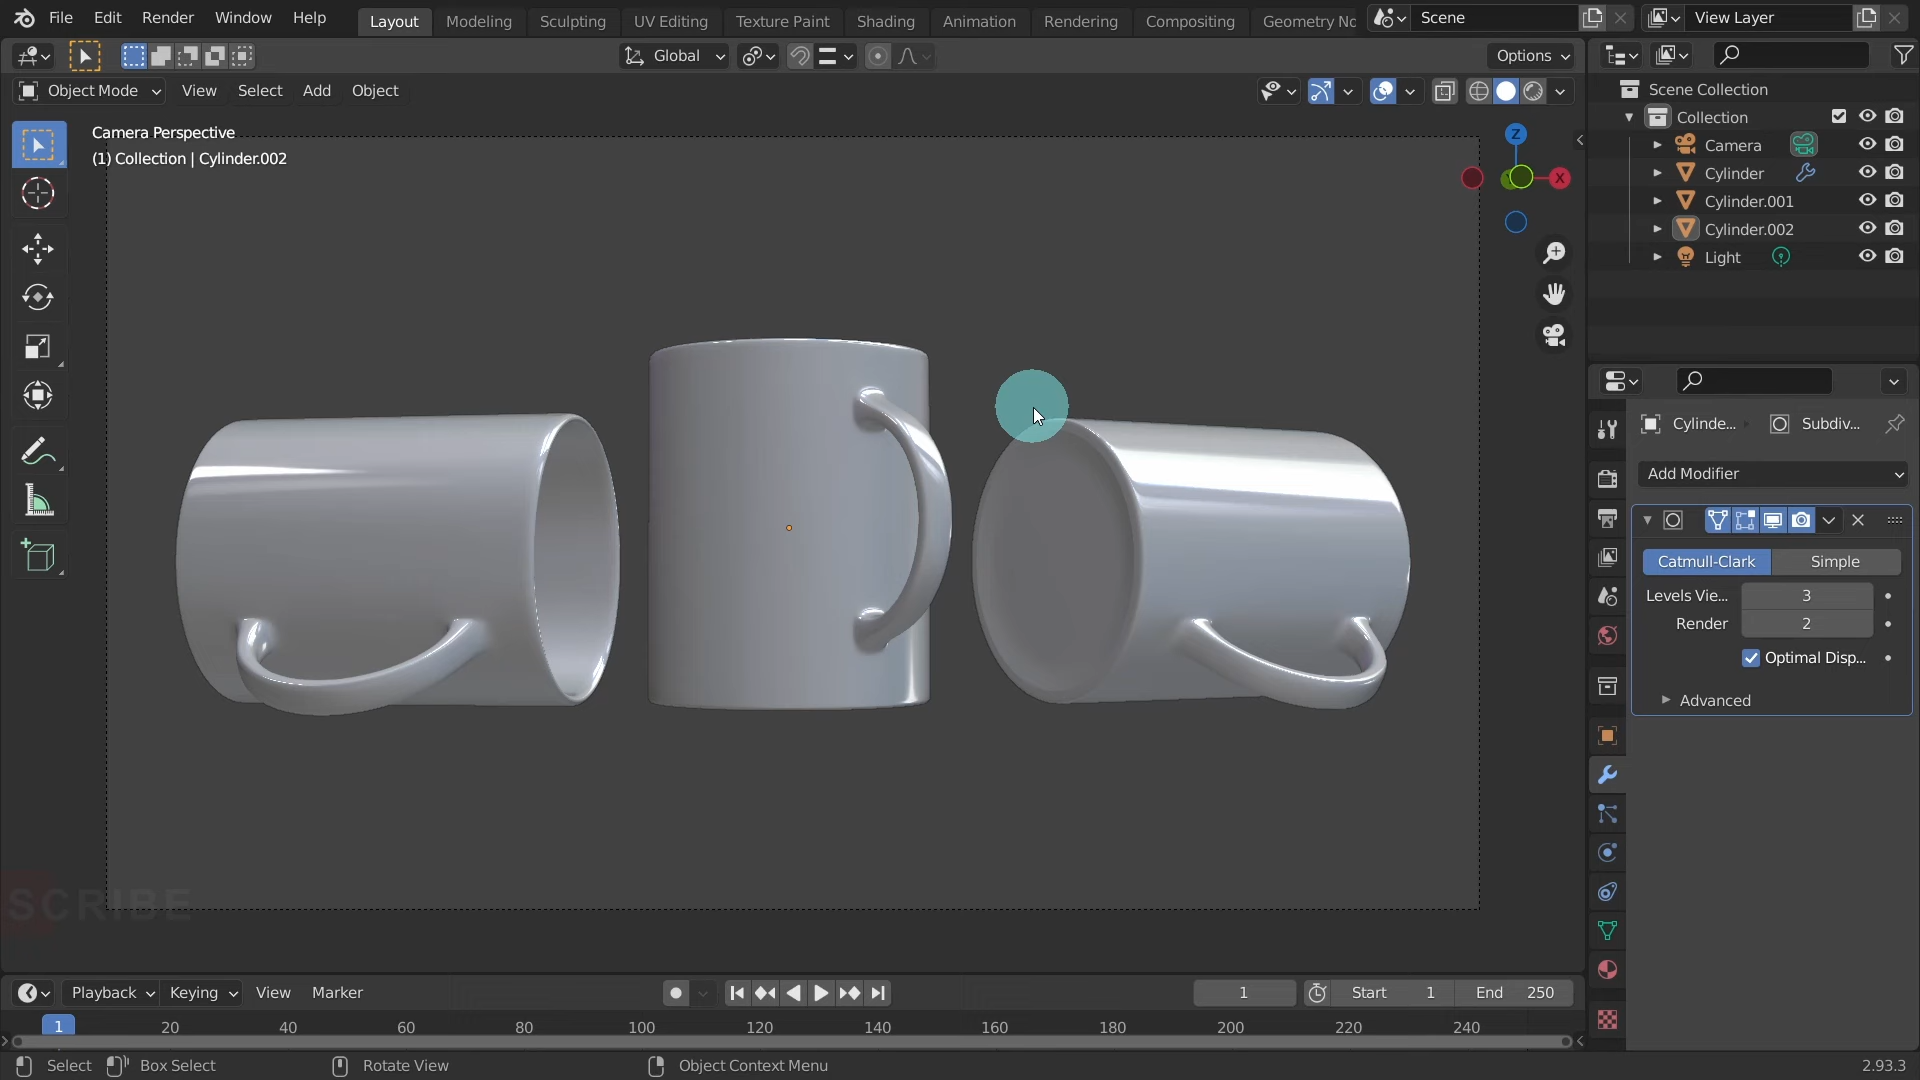 File Edit Render Window Help Layout Modeling Sculpting UV Editing Texture Paint Shading Animation Rendering Compositing Geometry No Scene View Layer
Global Options
Object Mode View Select Add Object
Camera Perspective
(1) Collection | Cylinder.002
Z
X
Scene Collection
Collection
Camera
Cylinder
Cylinder.001
Cylinder.002
Light
Cylinde... Subdiv...
Add Modifier
Catmull-Clark Simple
Levels Vie... 3
Render 2
Optimal Disp...
Advanced
SCRIBE
Playback Keying View Marker 1 Start 1 End 250
1 20 40 60 80 100 120 140 160 180 200 220 240
Select Box Select Rotate View Object Context Menu 2.93.3